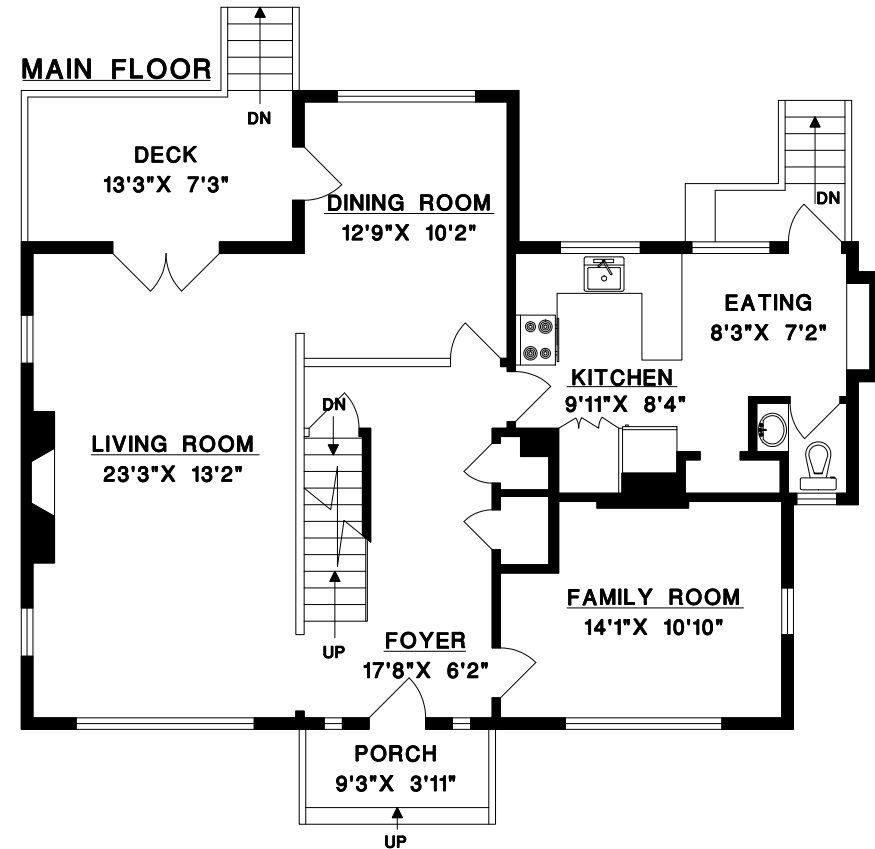 MAIN FLOOR
DN
DECK
13'3"X 7'3"
DINING ROOM
12'9"X 10'2"
DN
EATING
8'3"X 7'2"
KITCHEN
9'11"X 8'4"
DN
LIVING ROOM
23'3"X 13'2"
FAMILY ROOM
14'1"X 10'10"
UP
FOYER
17'8"X 6'2"
PORCH
9'3"X 3'11"
UP